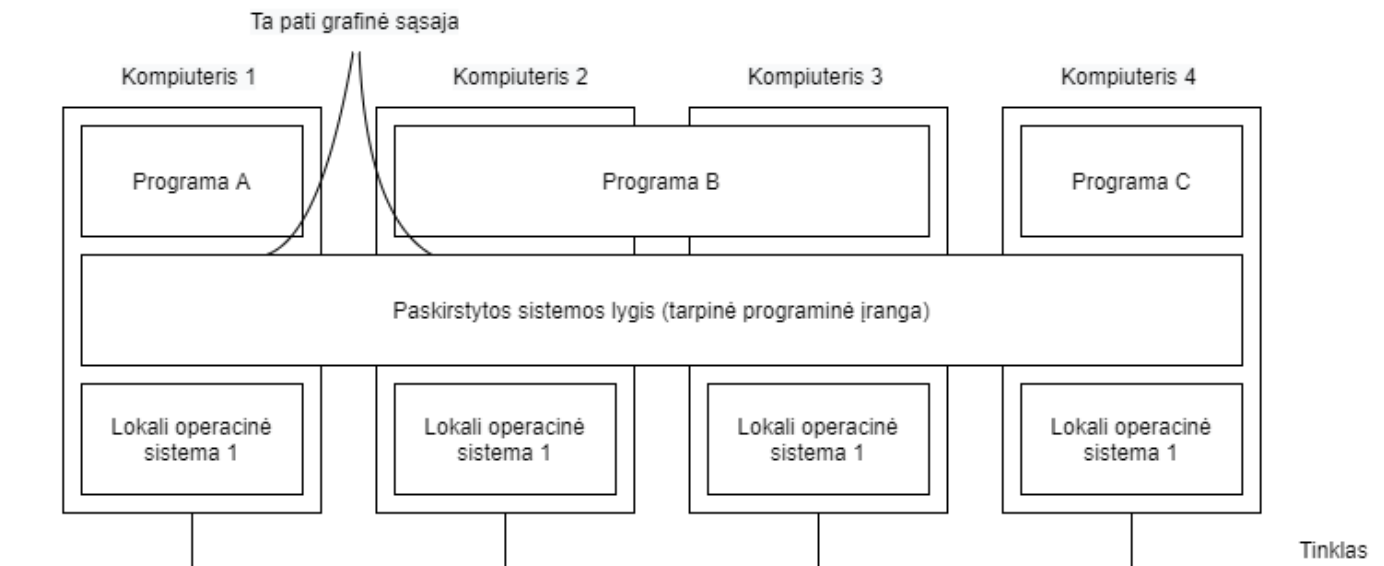 Ta pati grafinė sąsaja
Kompiuteris 1
Kompiuteris 2
Kompiuteris 3
Kompiuteris 4
Programa A
Programa B
Programa C
Paskirstytos sistemos lygis (tarpinė programinė įranga)
Lokali operacinė
sistema 1
Lokali operacinė
sistema 1
Lokali operacinė
sistema 1
Lokali operacinė
sistema 1
Tinklas